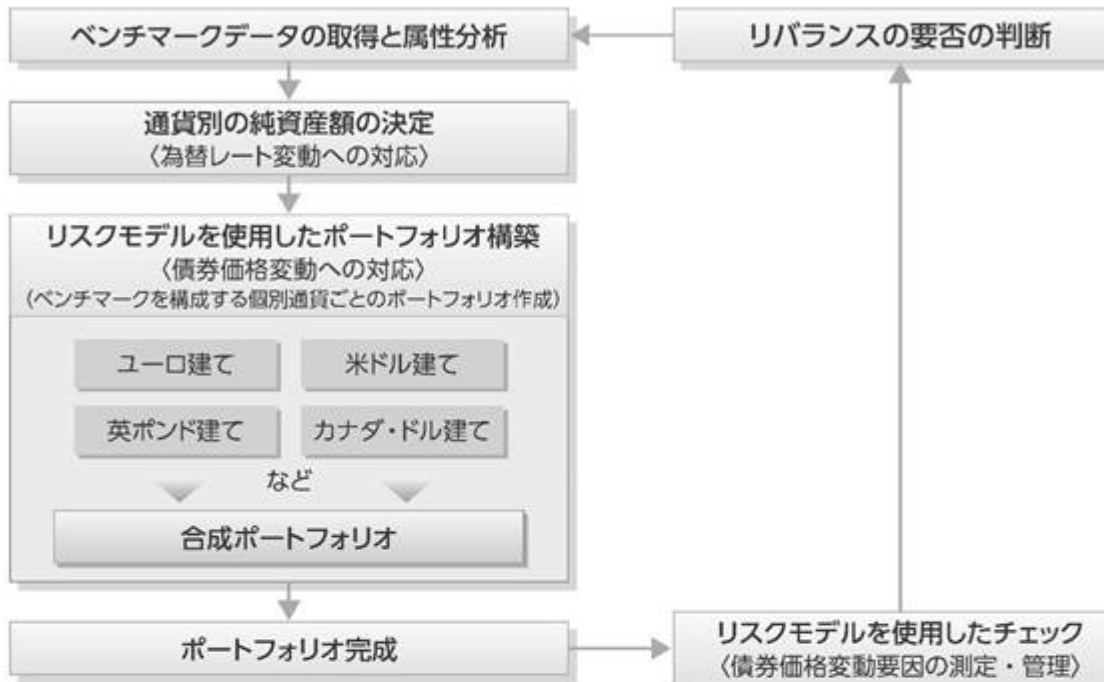 ベンチマークデータの取得と属性分析
リバランスの要否の判断
通貨別の純資産額の決定
〈為替レート変動への対応〉
リスクモデルを使用したポートフォリオ構築
〈債券価格変動への対応〉
(ベンチマークを構成する個別通貨ごとのポートフォリオ作成)
ユーロ建て
米ドル建て
英ポンド建て
カナダ・ドル建て
など
合成ポートフォリオ
ポートフォリオ完成
リスクモデルを使用したチェック
〈債券価格変動要因の測定・管理〉